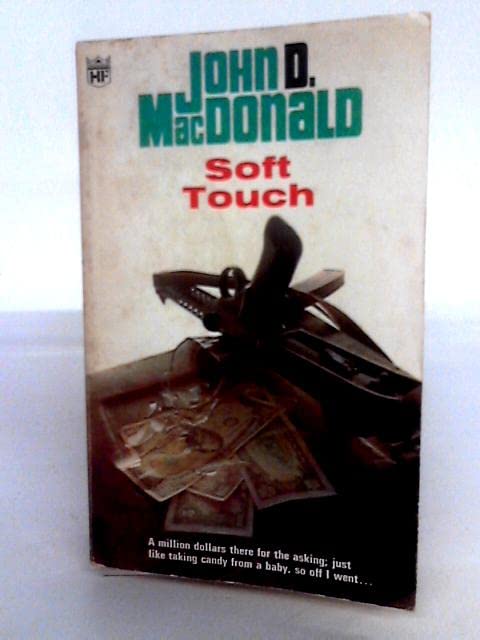 HF
JOHN D.
MacDONALD
Soft
Touch
A million dollars there for the asking; just
like taking candy from a baby, so off I went...